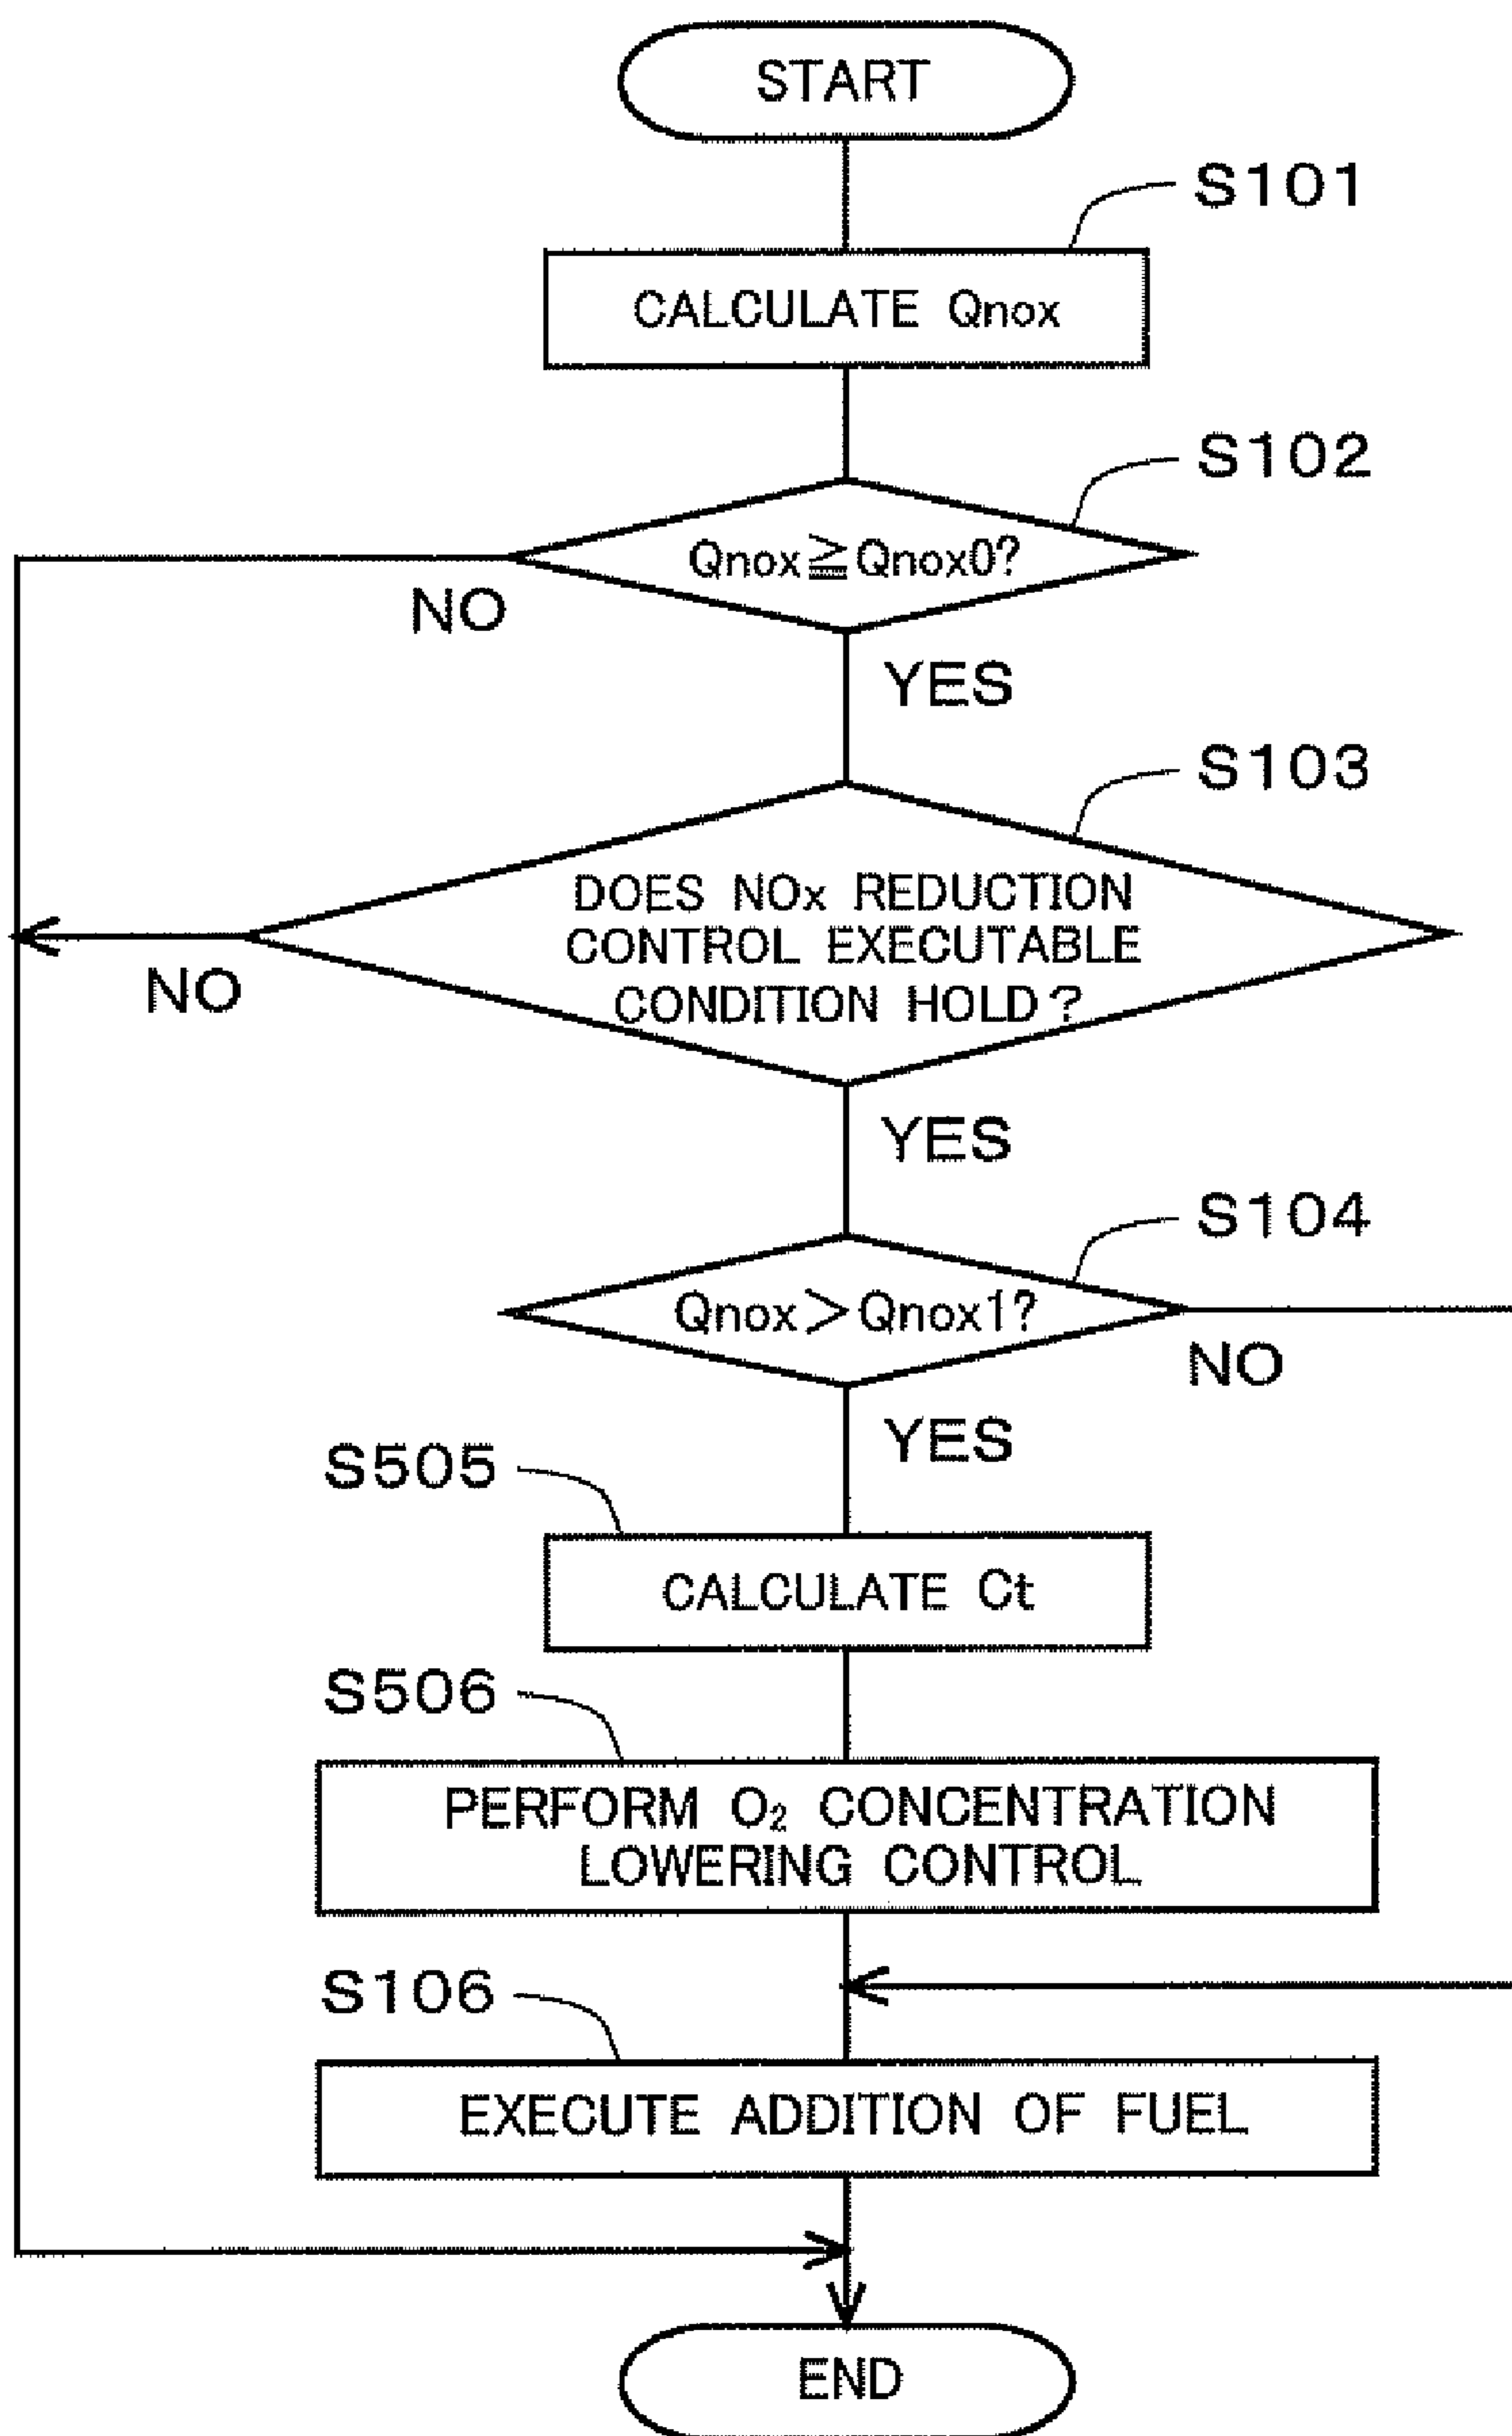 START
S101
CALCULATE Qnox
S102
Qnox≧Qnox0?
NO
YES
S103
DOES NOx REDUCTION
CONTROL EXECUTABLE
CONDITION HOLD?
NO
YES
S104
Qnox>Qnox1?
NO
YES
S505
CALCULATE Ct
S506
PERFORM O₂ CONCENTRATION
LOWERING CONTROL
S106
EXECUTE ADDITION OF FUEL
END